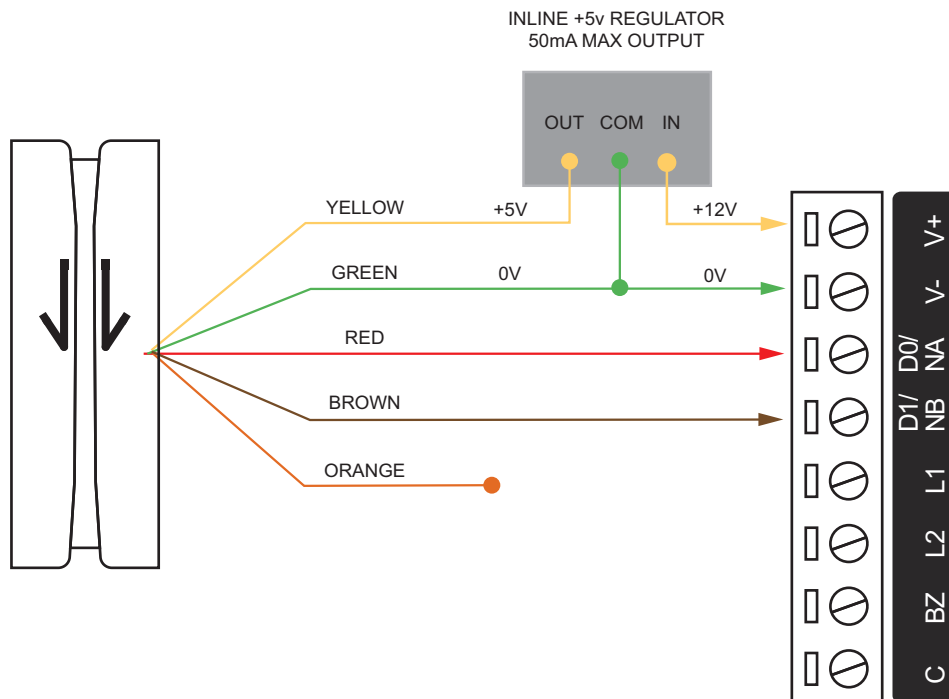 INLINE +5v REGULATOR
50mA MAX OUTPUT
OUT COM IN
YELLOW +5V +12V
GREEN 0V 0V
RED
BROWN
ORANGE
V+
V-
D0/
NA
D1/
NB
L1
L2
BZ
C